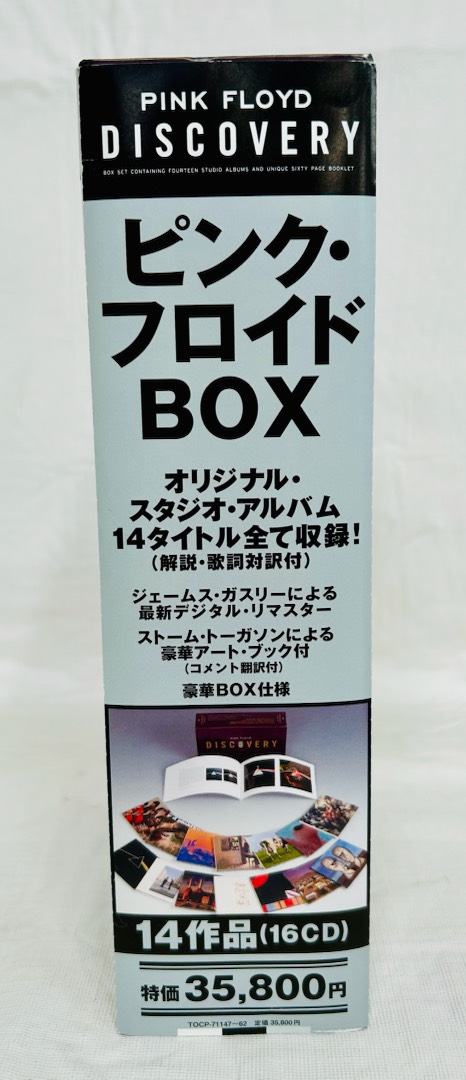 PINK FLOYD
DISCOVERY
BOX SET CONTAINING FOURTEEN STUDIO ALBUMS AND UNIQUE SIXTY PAGE BOOKLET
ピンク・
フロイド
BOX
オリジナル・
スタジオ・アルバム
14タイトル全て収録!
(解説・歌詞対訳付)
ジェームス・ガスリーによる
最新デジタル・リマスター
ストーム・トーガソンによる
豪華アート・ブック付
(コメント翻訳付)
豪華BOX仕様
PINK FLOYD
DISCOVERY
14作品(16CD)
特価 35,800円
TOCP-71147〜62 定価 35,800円